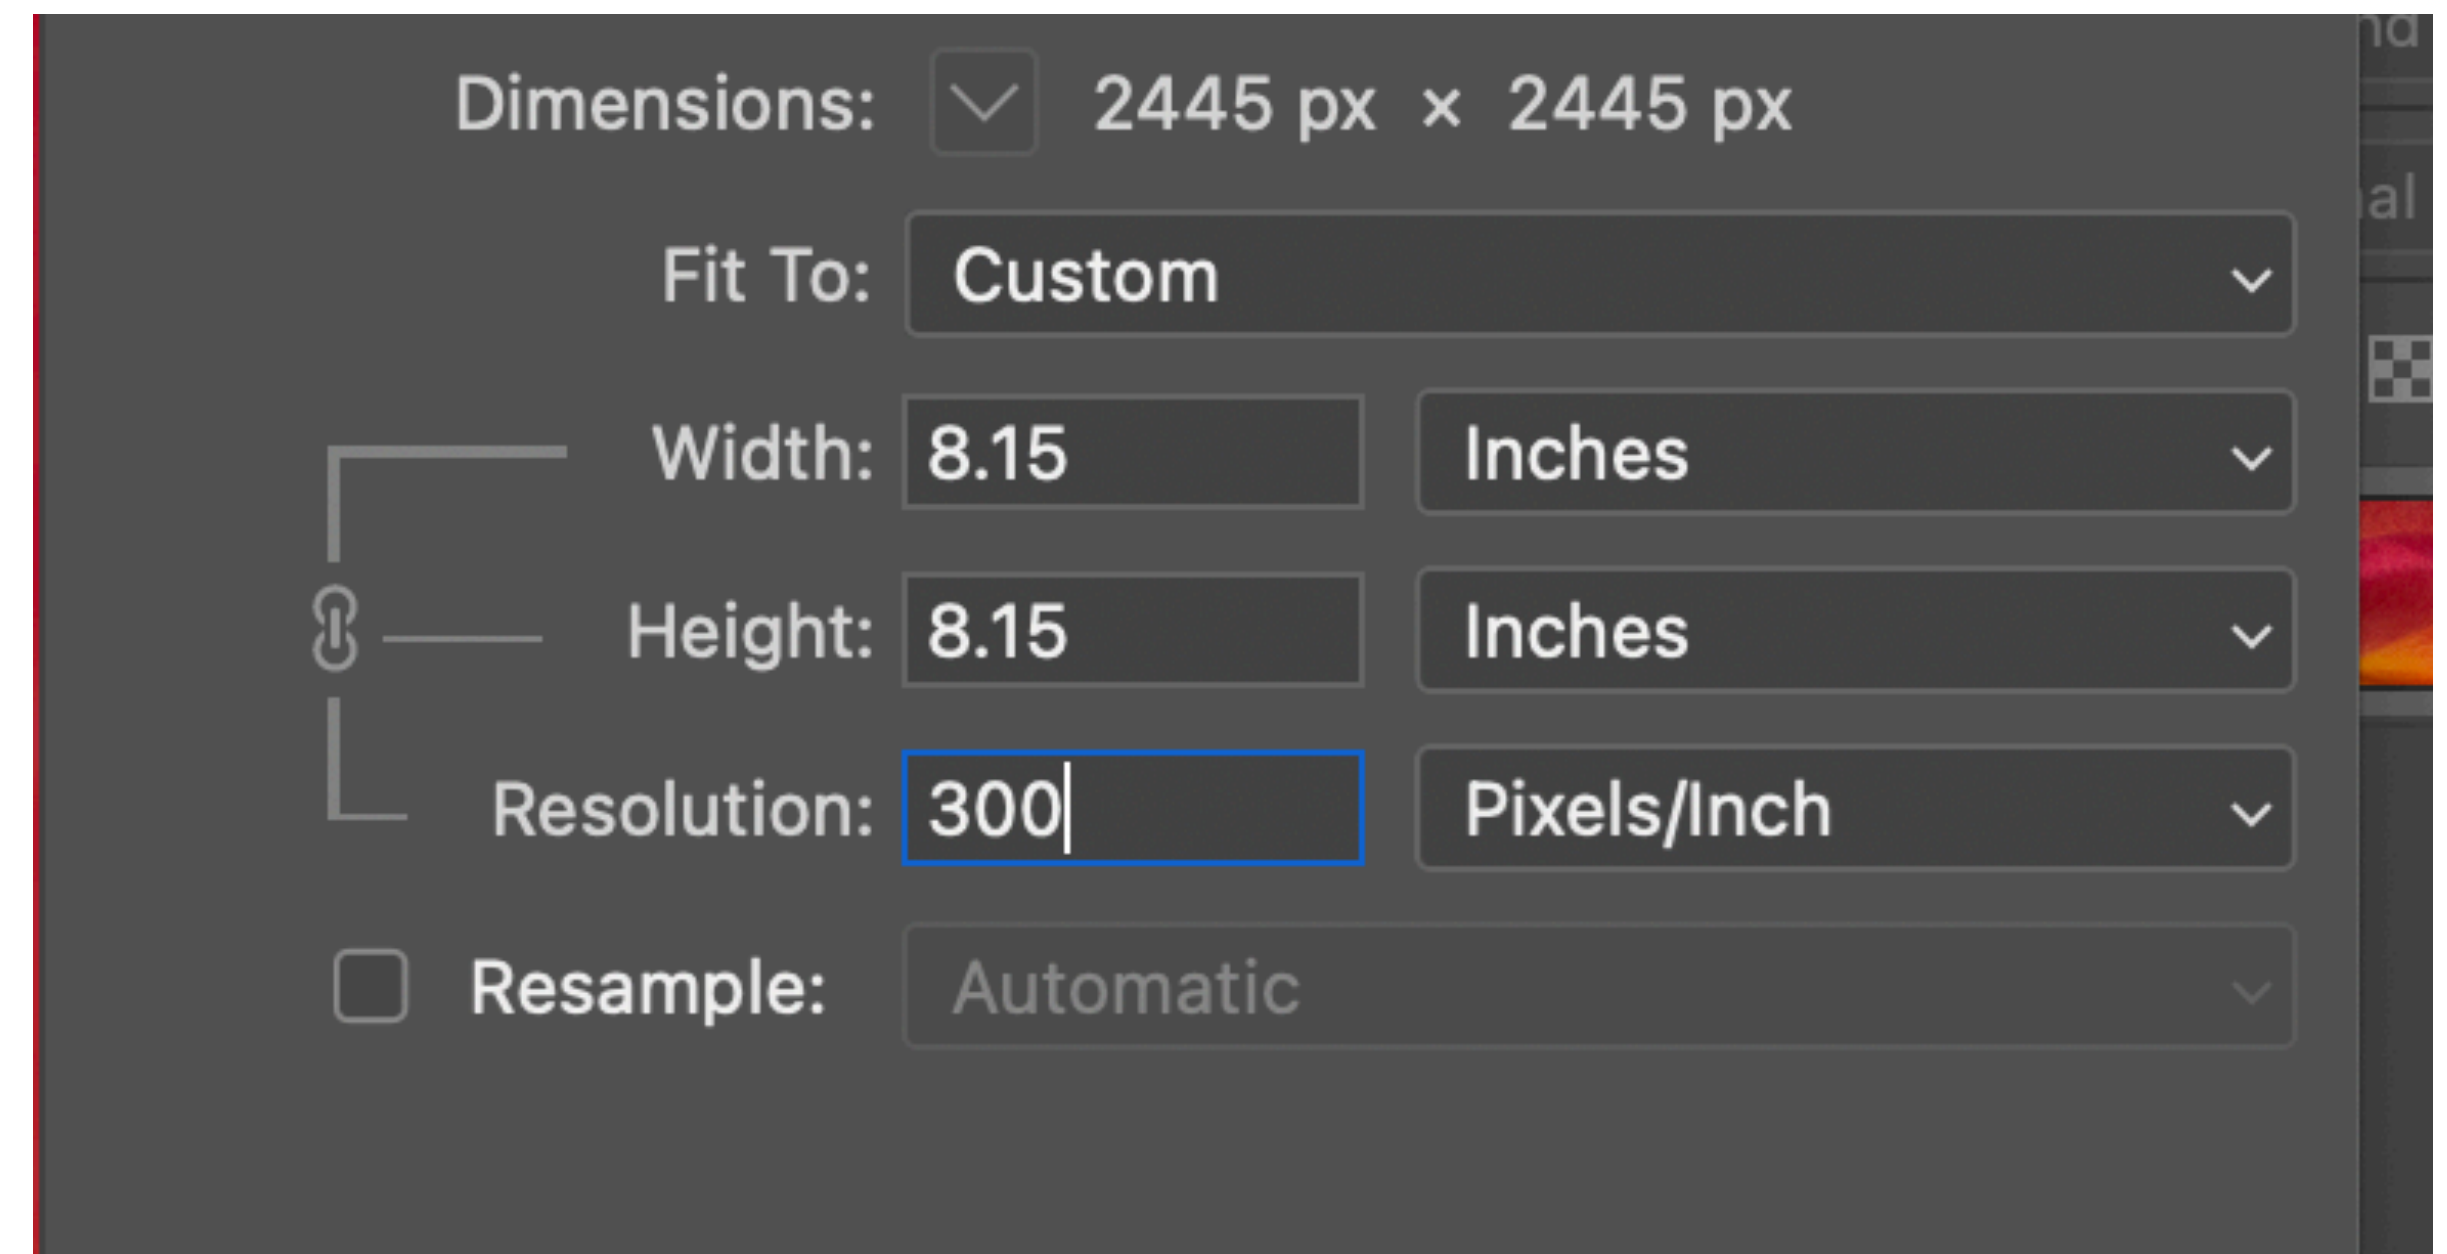 Dimensions: 2445 px × 2445 px
Fit To: Custom
Width: 8.15 Inches
Height: 8.15 Inches
Resolution: 300 Pixels/Inch
Resample: Automatic